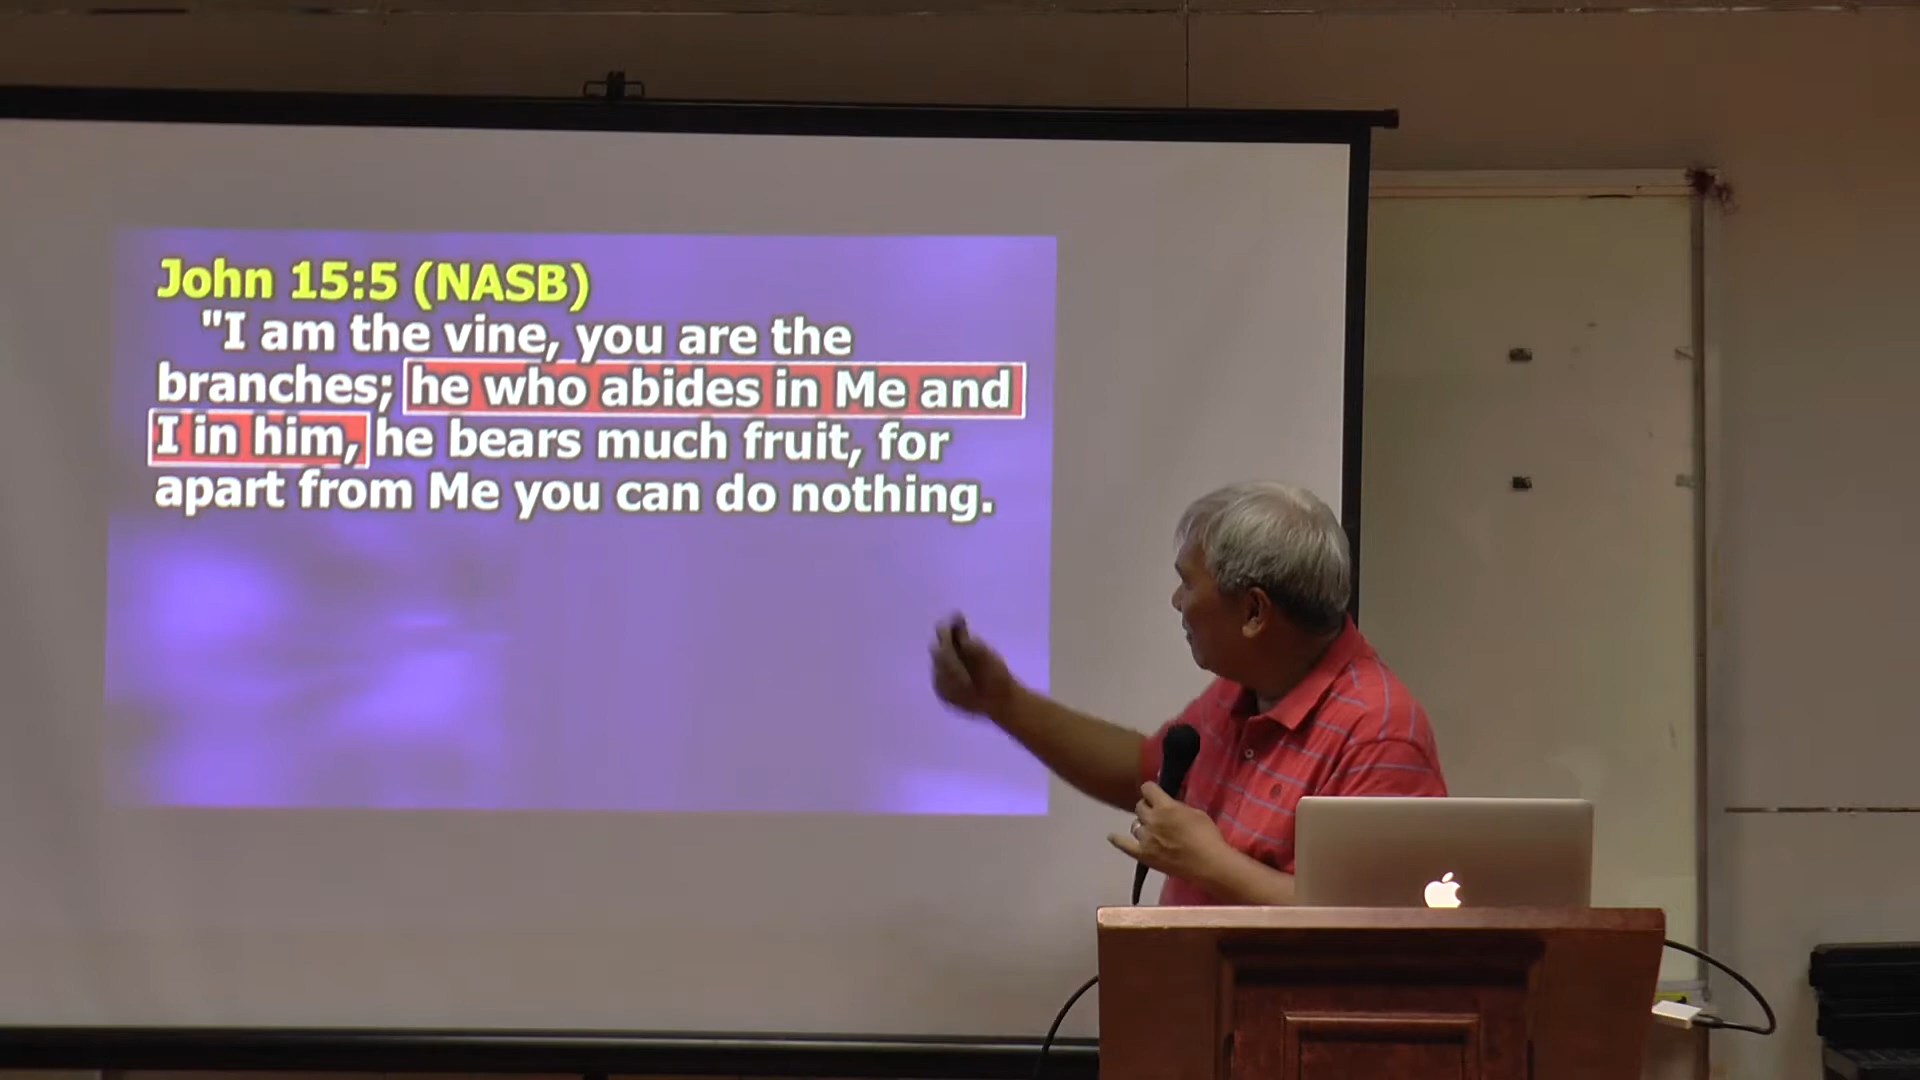 John 15:5 (NASB)
"I am the vine, you are the
branches; he who abides in Me and
I in him, he bears much fruit, for
apart from Me you can do nothing.